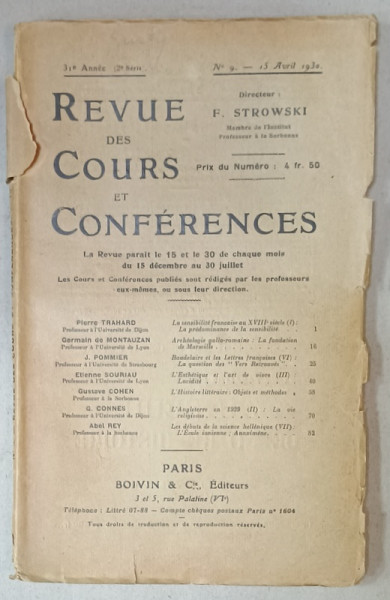 31e Année (2e Série) No 9. — 15 Avril 1930.
REVUE
DES
COURS
ET
CONFÉRENCES
Directeur :
F. STROWSKI
Membre de l'Institut
Professeur à la Sorbonne
Prix du Numéro : 4 fr. 50
La Revue paraît le 15 et le 30 de chaque mois
du 15 décembre au 30 juillet
Les Cours et Conférences publiés sont rédigés par les professeurs
eux-mêmes, ou sous leur direction.
Pierre TRAHARD La sensibilité française au XVIIIe siècle (I) :
Professeur à l'Université de Dijon La prédominance de la sensibilité. 1
Germain de MONTAUZAN Archéologie gallo-romaine : La fondation
Professeur à l'Université de Lyon de Marseille
J. POMMIER Baudelaire et les lettres françaises (VI) :
Professeur à l'Université de Strasbourg La question des "Vers Retrouvés".
Etienne SOURIAU L'Esthétique et l'art de vivre (III) :
Professeur à l'Université de Lyon Lucidité
Gustave COHEN L'Histoire littéraire : Objets et méthodes
Professeur à la Sorbonne
G. CONNES L'Angleterre en 1929 (II) : La vie
Professeur à l'Université de Dijon religieuse
Abel REY Les débuts de la science hellénique (VII) :
Professeur à la Sorbonne L'École ionienne : Anaximène.
PARIS
BOIVIN & Cie, Éditeurs
3 et 5, rue Palatine (VIe)
Téléphone : Littré 67-88 — Compte chèques postaux Paris no 1604
Tous droits de traduction et de reproduction réservés.